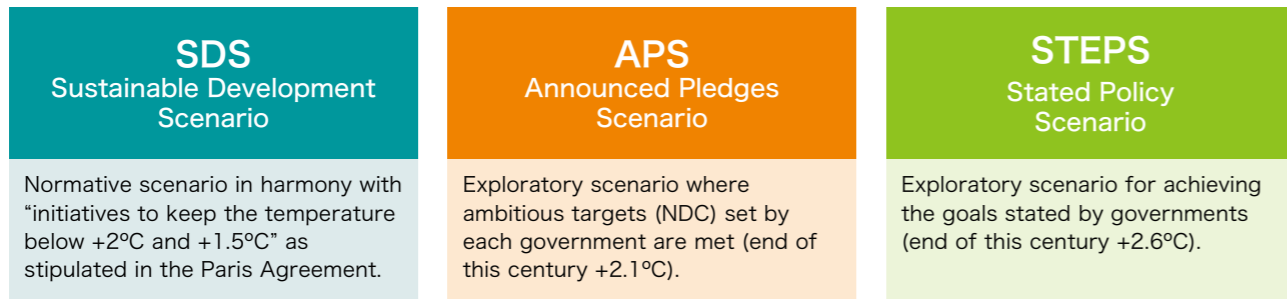 SDS
Sustainable Development
Scenario
Normative scenario in harmony with
“initiatives to keep the temperature
below +2ºC and +1.5ºC” as
stipulated in the Paris Agreement.
APS
Announced Pledges
Scenario
Exploratory scenario where
ambitious targets (NDC) set by
each government are met (end of
this century +2.1ºC).
STEPS
Stated Policy
Scenario
Exploratory scenario for achieving
the goals stated by governments
(end of this century +2.6ºC).